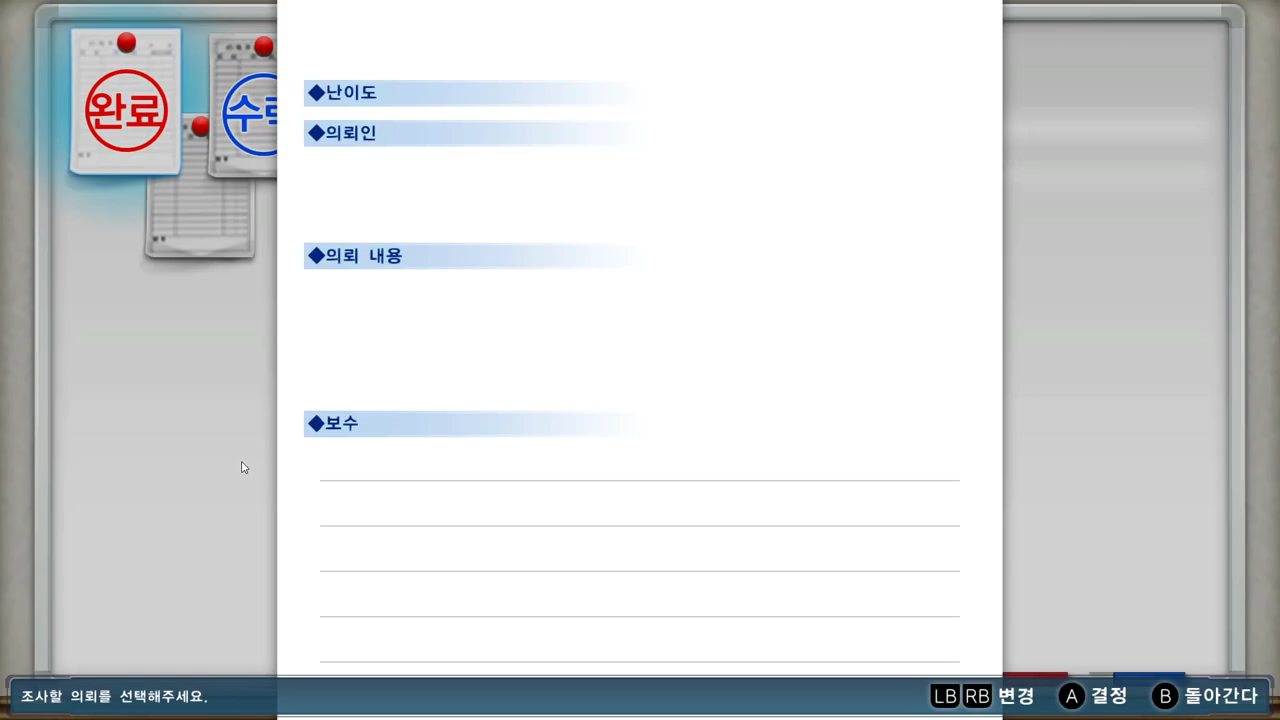 완료
◆난이도
◆의뢰인
◆의뢰 내용
◆보수
조사할 의뢰를 선택해주세요.
LB RB 변경 A 결정 B 돌아간다